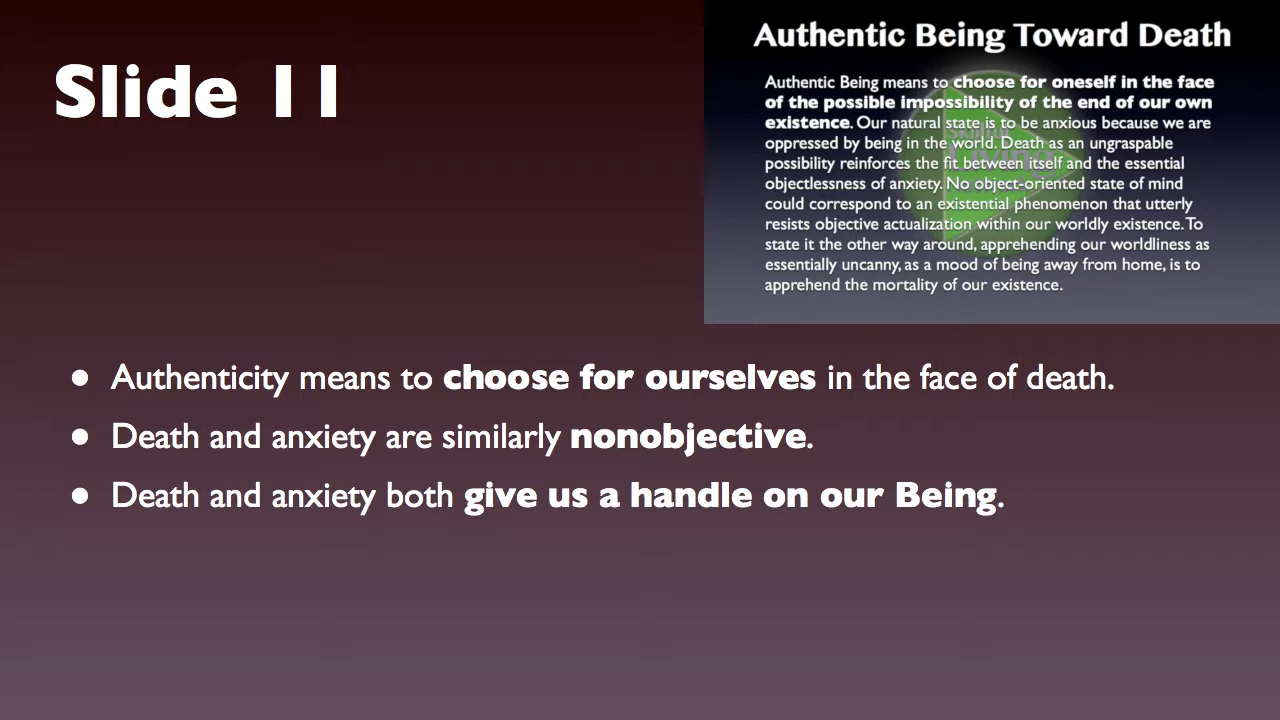 Slide 11
Authentic Being Toward Death
Authentic Being means to choose for oneself in the face
of the possible impossibility of the end of our own
existence. Our natural state is to be anxious because we are
oppressed by being in the world. Death as an ungraspable
possibility reinforces the fit between itself and the essential
objectlessness of anxiety. No object-oriented state of mind
could correspond to an existential phenomenon that utterly
resists objective actualization within our worldly existence. To
state it the other way around, apprehending our worldliness as
essentially uncanny, as a mood of being away from home, is to
apprehend the mortality of our existence.
• Authenticity means to choose for ourselves in the face of death.
• Death and anxiety are similarly nonobjective.
• Death and anxiety both give us a handle on our Being.